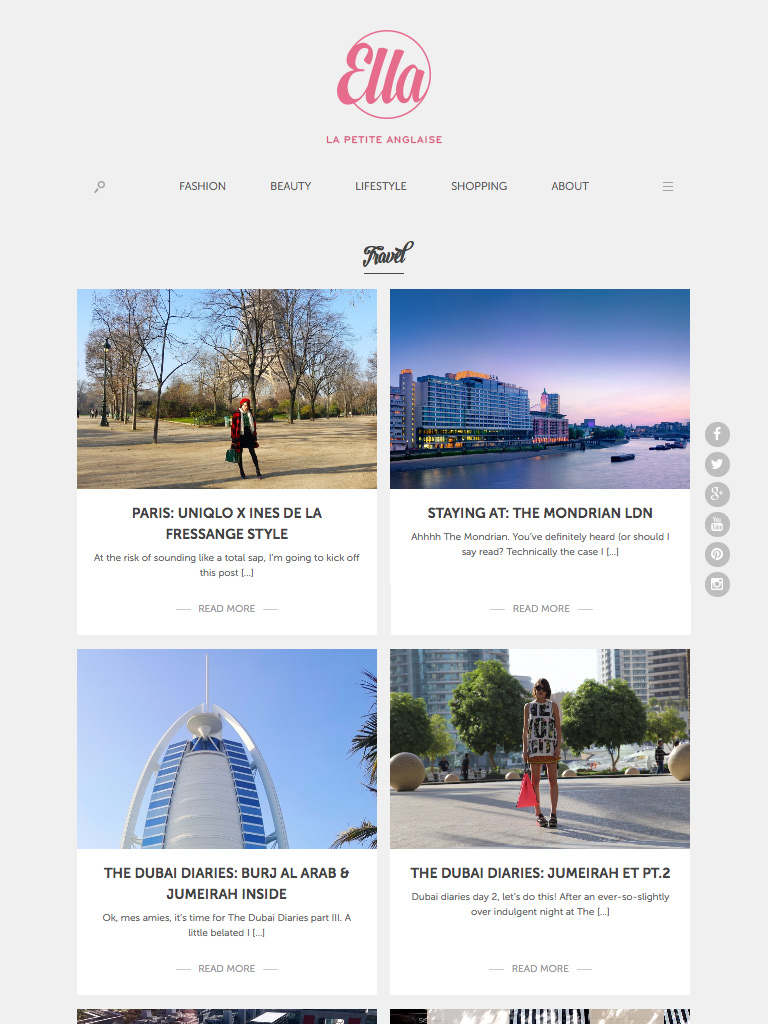 Ella
LA PETITE ANGLAISE
FASHION BEAUTY LIFESTYLE SHOPPING ABOUT
Travel
PARIS: UNIQLO X INES DE LA
FRESSANGE STYLE
At the risk of sounding like a total sap, I'm going to kick off
this post [...]
READ MORE
STAYING AT: THE MONDRIAN LDN
Ahhhh The Mondrian. You've definitely heard (or should I
say read? Technically the case I [...]
READ MORE
THE DUBAI DIARIES: BURJ AL ARAB &
JUMEIRAH INSIDE
Ok, mes amies, it's time for The Dubai Diaries part III. A
little belated I [...]
READ MORE
THE DUBAI DIARIES: JUMEIRAH ET PT.2
Dubai diaries day 2, let's do this! After an ever-so-slightly
over indulgent night at The [...]
READ MORE